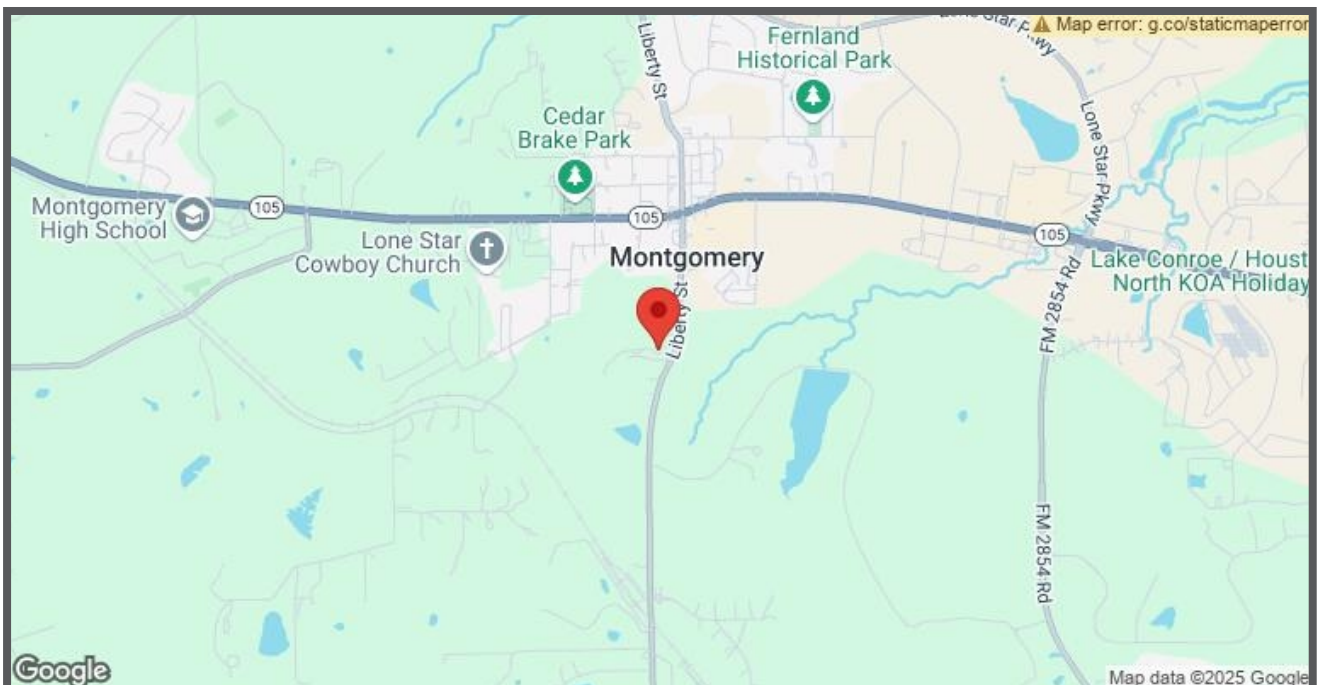 Lone Star Pkwy
Map error: g.co/staticmaperror
Liberty St
Fernland
Historical Park
Cedar
Brake Park
Lone Star Pkwy
Montgomery
High School
105
105
105
Lone Star
Cowboy Church
Montgomery
Lake Conroe / Houst
North KOA Holiday
Liberty St
FM 2854 Rd
FM 2854 Rd
Google
Map data ©2025 Google